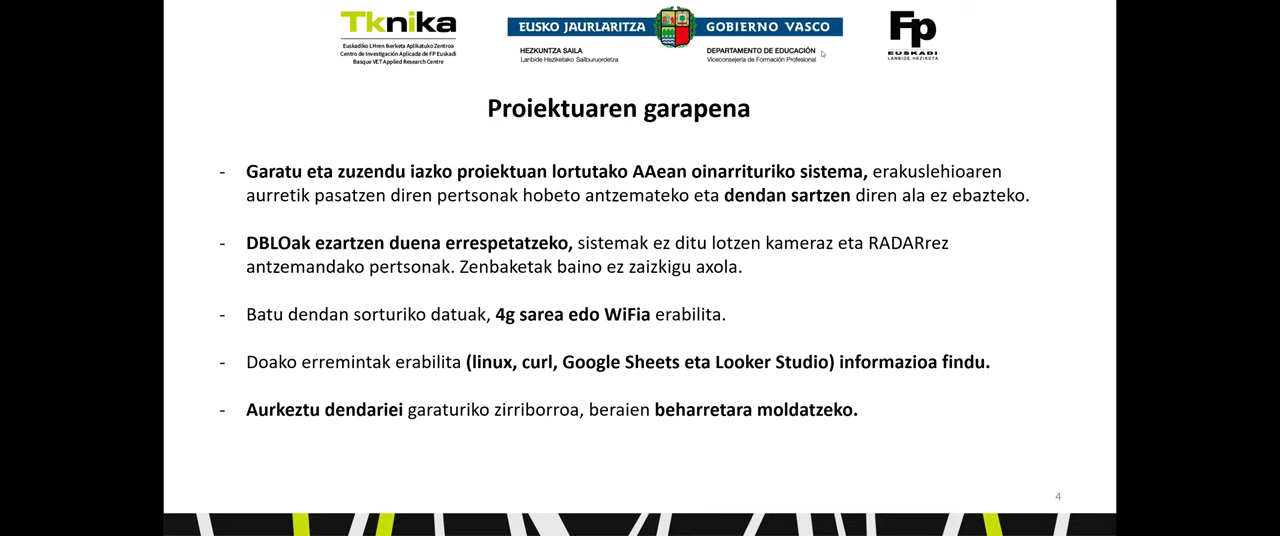 Tknika
Euskadiko LHren Ikerketa Aplikatuko Zentroa
Centro de Investigación Aplicada de FP Euskadi
Basque VET Applied Research Centre
EUSKO JAURLARITZA
GOBIERNO VASCO
HEZKUNTZA SAILA
Lanbide Heziketako Sailburuordetza
DEPARTAMENTO DE EDUCACIÓN
Viceconsejería de Formación Profesional
Fp
EUSKADI
LANBIDE HEZIKETA
Proiektuaren garapena
- Garatu eta zuzendu iazko proiektuan lortutako AAean oinarrituriko sistema, erakuslehioaren
aurretik pasatzen diren pertsonak hobeto antzemateko eta dendan sartzen diren ala ez ebazteko.
- DBLOak ezartzen duena errespetatzeko, sistemak ez ditu lotzen kameraz eta RADARrez
antzemandako pertsonak. Zenbaketak baino ez zaizkigu axola.
- Batu dendan sorturiko datuak, 4g sarea edo WiFia erabilita.
- Doako erremintak erabilita (linux, curl, Google Sheets eta Looker Studio) informazioa findu.
- Aurkeztu dendariei garaturiko zirriborroa, beraien beharretara moldatzeko.
4